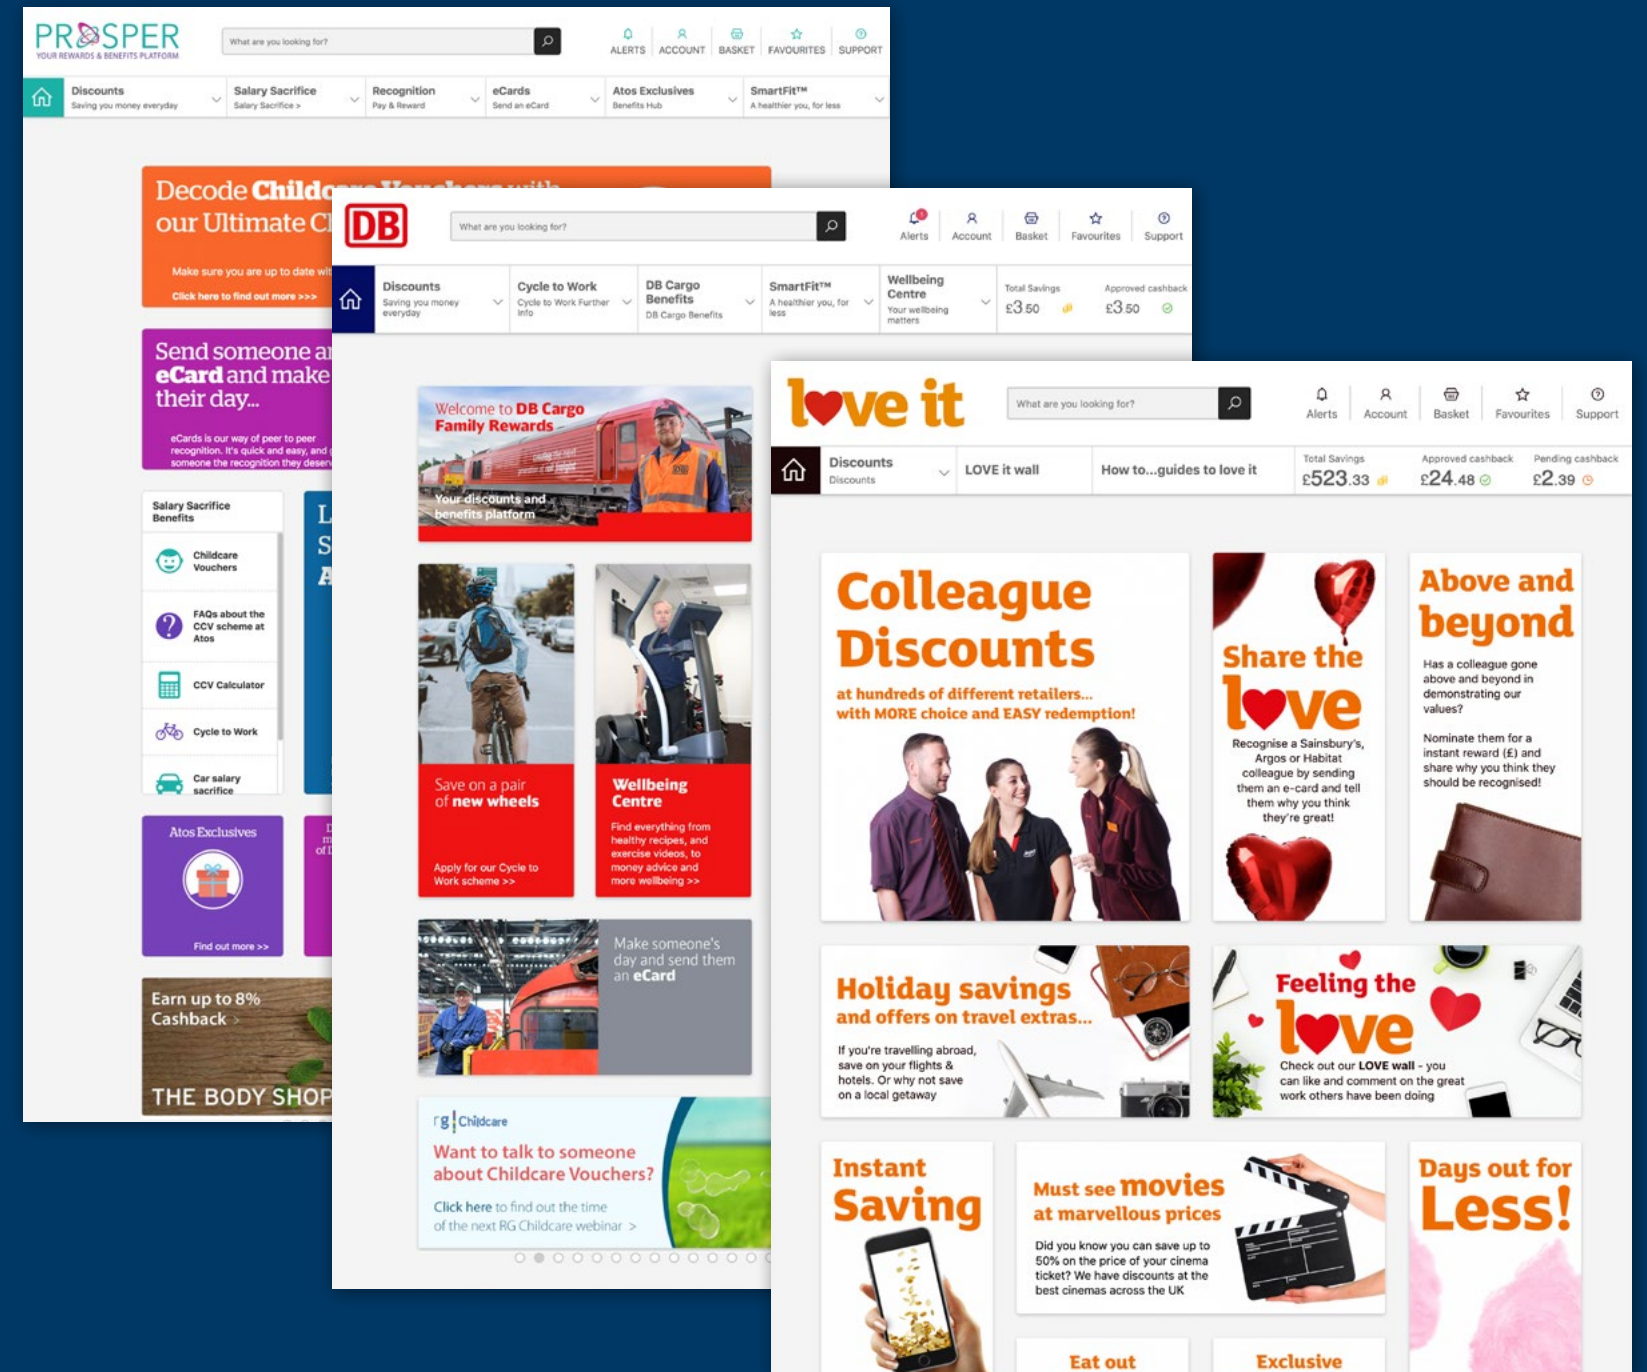 PROSPER
YOUR REWARDS & BENEFITS PLATFORM
What are you looking for?
ALERTS
ACCOUNT
BASKET
FAVOURITES
SUPPORT
Discounts
Saving you money everyday
Salary Sacrifice
Salary Sacrifice >
Recognition
Pay & Reward
eCards
Send an eCard
Atos Exclusives
Benefits Hub
SmartFit™
A healthier you, for less
Decode Childcare Vouchers with
our Ultimate
Make sure you are up to date
Click here to find out more >>>
Send someone
eCard and make
their day...
eCards is our way of peer to peer
recognition. It's quick and easy, and
someone the recognition they
Salary Sacrifice
Benefits
Childcare
Vouchers
FAQs about the
CCV scheme at
Atos
CCV Calculator
Cycle to Work
Car salary
sacrifice
Atos Exclusives
Find out more >>
Earn up to 8%
Cashback >
THE BODY SHOP
DB
What are you looking for?
1
Alerts
Account
Basket
Favourites
Support
Discounts
Saving you money
everyday
Cycle to Work
Cycle to Work Further
Info
DB Cargo
Benefits
DB Cargo Benefits
SmartFit™
A healthier you, for
less
Wellbeing
Centre
Your wellbeing
matters
Total Savings
£3.50
Approved cashback
£3.50
Welcome to DB Cargo
Family Rewards
Your discounts and
benefits platform
Save on a pair
of new wheels
Apply for our Cycle to
Work scheme >>
Wellbeing
Centre
Find everything from
healthy recipes, and
exercise videos, to
money advice and
more wellbeing >>
Make someone's
day and send them
an eCard
rg Childcare
Want to talk to someone
about Childcare Vouchers?
Click here to find out the time
of the next RG Childcare webinar >
love it
What are you looking for?
Alerts
Account
Basket
Favourites
Support
Discounts
Discounts
LOVE it wall
How to...guides to love it
Total Savings
£523.33
Approved cashback
£24.48
Pending cashback
£2.39
Colleague
Discounts
at hundreds of different retailers...
with MORE choice and EASY redemption!
Share the
love
Recognise a Sainsbury's,
Argos or Habitat
colleague by sending
them an e-card and tell
them why you think
they're great!
Above and
beyond
Has a colleague gone
above and beyond in
demonstrating our
values?
Nominate them for a
instant reward (£) and
share why you think they
should be recognised!
Holiday savings
and offers on travel extras...
If you're travelling abroad,
save on your flights &
hotels. Or why not save
on a local getaway
Feeling the
love
Check out our LOVE wall - you
can like and comment on the great
work others have been doing
Instant
Saving
Must see movies
at marvellous prices
Did you know you can save up to
50% on the price of your cinema
ticket? We have discounts at the
best cinemas across the UK
Days out for
Less!
Eat out
Exclusive